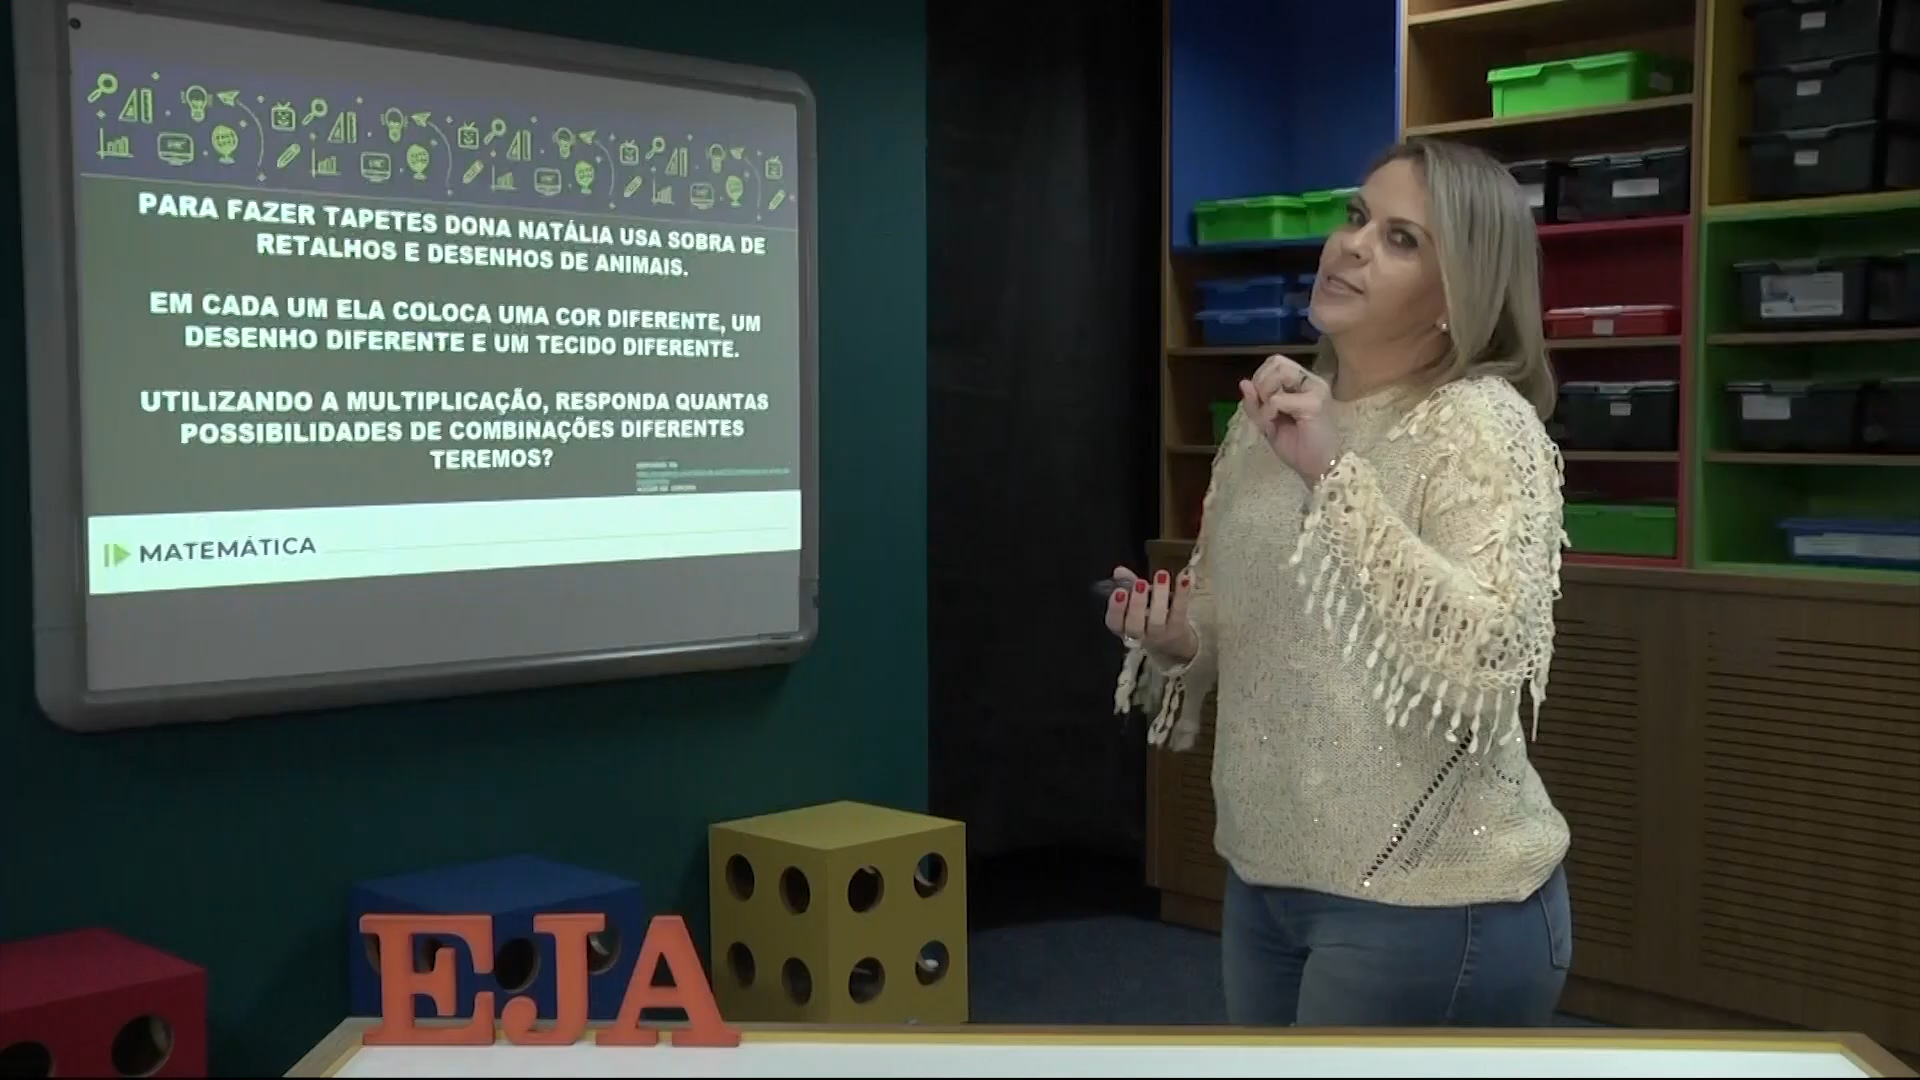 PARA FAZER TAPETES DONA NATÁLIA USA SOBRA DE
RETALHOS E DESENHOS DE ANIMAIS.
EM CADA UM ELA COLOCA UMA COR DIFERENTE, UM
DESENHO DIFERENTE E UM TECIDO DIFERENTE.
UTILIZANDO A MULTIPLICAÇÃO, RESPONDA QUANTAS
POSSIBILIDADES DE COMBINAÇÕES DIFERENTES
TEREMOS?
MATEMÁTICA
EJA